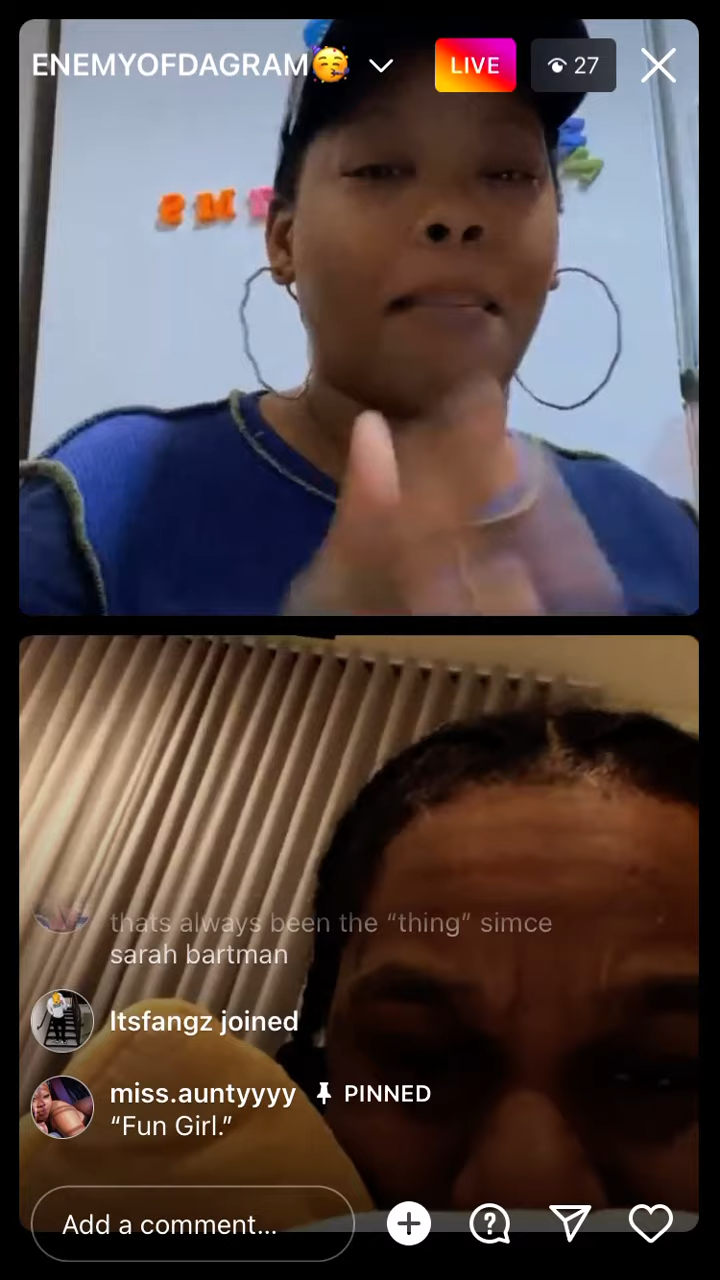 ENEMYOFDAGRAM🥳
LIVE
27
thats always been the “thing” simce
sarah bartman
Itsfangz joined
miss.auntyyyy PINNED
“Fun Girl.”
Add a comment...